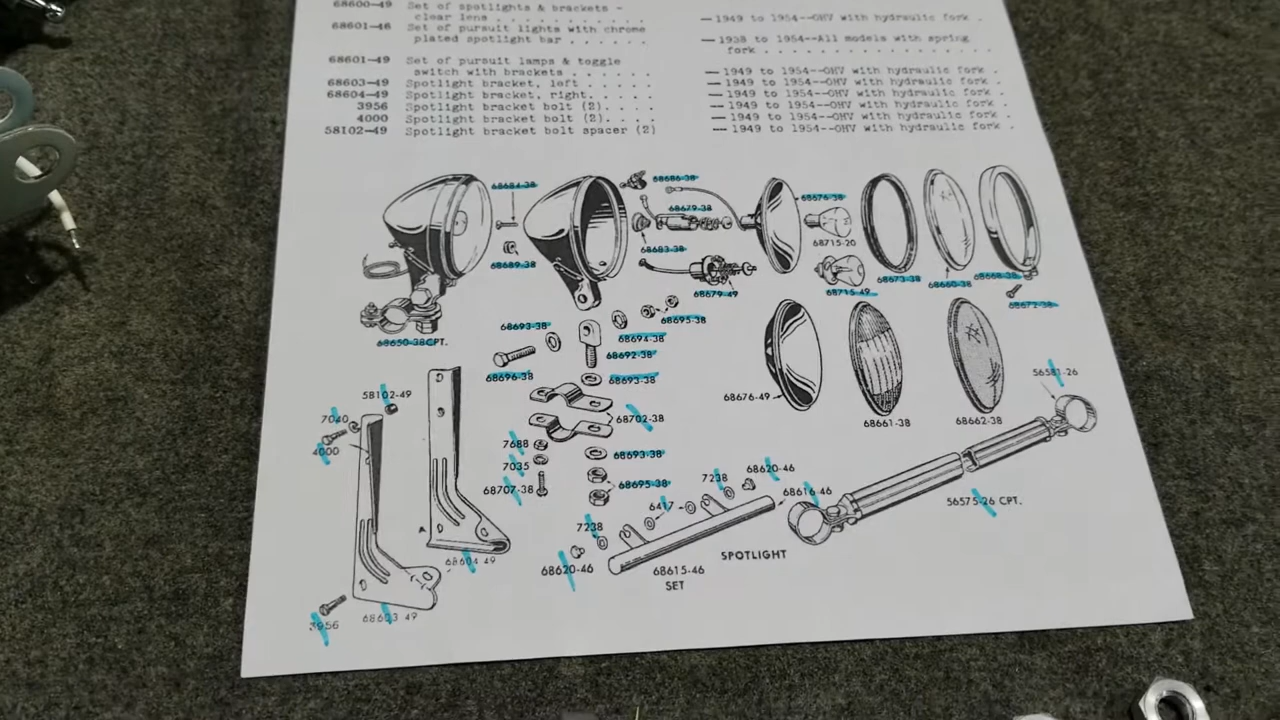 68600-49 Set of spotlights & brackets -
clear lens . . . . . . . . . . — 1949 to 1954--OHV with hydraulic fork .
68601-46 Set of pursuit lights with chrome
plated spotlight bar . . . . . . — 1938 to 1954--All models with spring
fork . . . . . . . . . . . . . . . .
68601-49 Set of pursuit lamps & toggle
switch with brackets . . . . . . — 1949 to 1954--OHV with hydraulic fork .
68603-49 Spotlight bracket, left . . . . . — 1949 to 1954--OHV with hydraulic fork .
68604-49 Spotlight bracket, right. . . . . — 1949 to 1954--OHV with hydraulic fork .
3956 Spotlight bracket bolt (2). . . . — 1949 to 1954--OHV with hydraulic fork .
4000 Spotlight bracket bolt (2). . . . — 1949 to 1954--OHV with hydraulic fork .
58102-49 Spotlight bracket bolt spacer (2) -- 1949 to 1954--OHV with hydraulic fork .
68684-38
68686-38
68679-38
68676-38
68683-38
68715-20
68689-38
68679-49
68715-49
68673-38
68660-38
68668-38
68672-38
68650-38CPT.
68693-38
68695-38
68694-38
68692-38
68696-38
68693-38
56581-26
58102-49
68676-49
7040
68702-38
68661-38
68662-38
4000
7688
68693-38
7035
68620-46
7238
68707-38
68695-38
68616-46
6417
56575-26 CPT.
7238
SPOTLIGHT
68604-49
68620-46
68615-46
SET
3956
68603-49